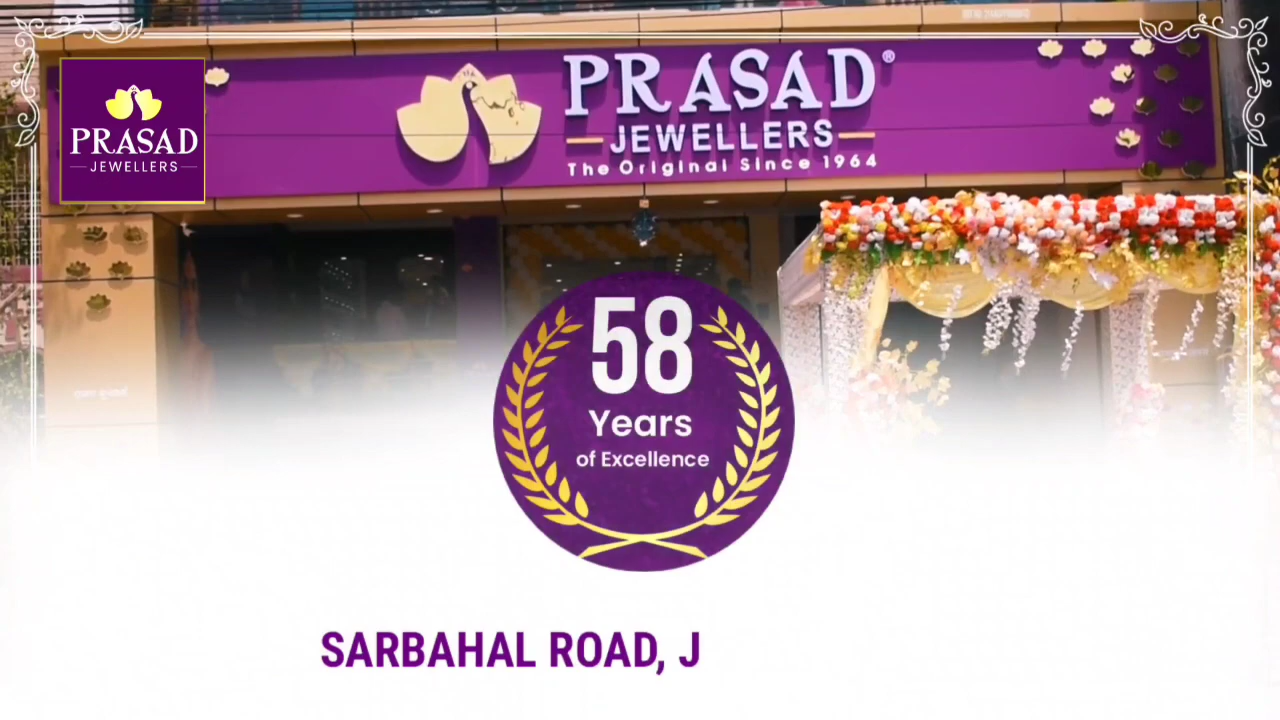 PRASAD
JEWELLERS
PRASAD®
JEWELLERS
The Original Since 1964
58
Years
of Excellence
SARBAHAL ROAD, J